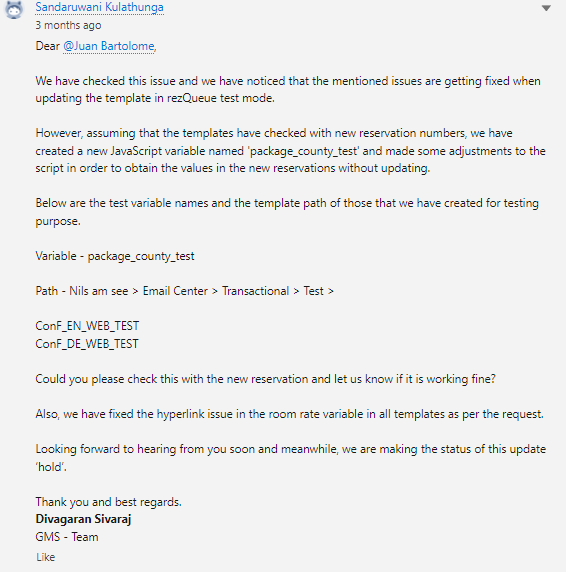 Sandaruwani Kulathunga
3 months ago
Dear @Juan Bartolome,
We have checked this issue and we have noticed that the mentioned issues are getting fixed when
updating the template in rezQueue test mode.
However, assuming that the templates have checked with new reservation numbers, we have
created a new JavaScript variable named 'package_county_test' and made some adjustments to the
script in order to obtain the values in the new reservations without updating.
Below are the test variable names and the template path of those that we have created for testing
purpose.
Variable - package_county_test
Path - Nils am see > Email Center > Transactional > Test >
ConF_EN_WEB_TEST
ConF_DE_WEB_TEST
Could you please check this with the new reservation and let us know if it is working fine?
Also, we have fixed the hyperlink issue in the room rate variable in all templates as per the request.
Looking forward to hearing from you soon and meanwhile, we are making the status of this update
'hold'.
Thank you and best regards.
Divagaran Sivaraj
GMS - Team
Like